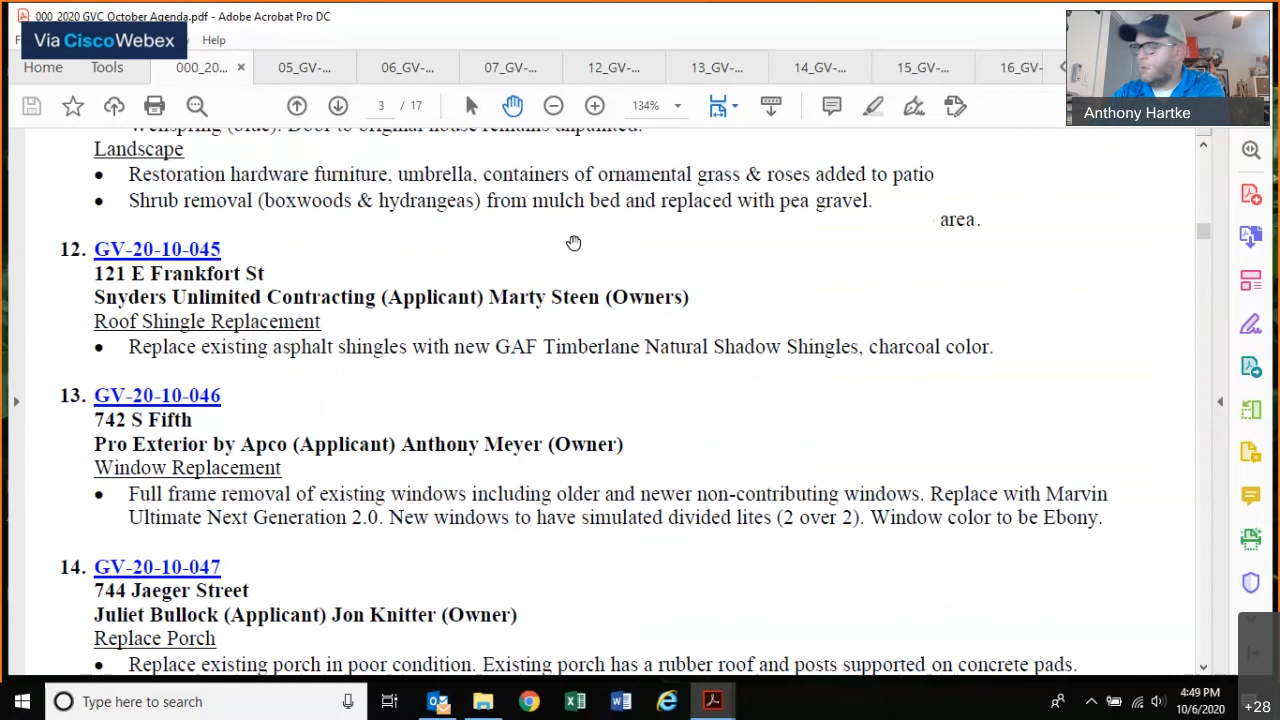 000_2020 GVC October Agenda.pdf - Adobe Acrobat Pro DC
Help
Via Cisco Webex
Home Tools 000_20... × 05_GV-... 06_GV-... 07_GV-... 12_GV-... 13_GV-... 14_GV-... 15_GV-... 16_GV-
3 / 17 134%
Anthony Hartke
Wellspring (blue). Door to original house remains unpainted.
Landscape
• Restoration hardware furniture, umbrella, containers of ornamental grass & roses added to patio
• Shrub removal (boxwoods & hydrangeas) from mulch bed and replaced with pea gravel.
area.
12. GV-20-10-045
121 E Frankfort St
Snyders Unlimited Contracting (Applicant) Marty Steen (Owners)
Roof Shingle Replacement
• Replace existing asphalt shingles with new GAF Timberlane Natural Shadow Shingles, charcoal color.
13. GV-20-10-046
742 S Fifth
Pro Exterior by Apco (Applicant) Anthony Meyer (Owner)
Window Replacement
• Full frame removal of existing windows including older and newer non-contributing windows. Replace with Marvin
Ultimate Next Generation 2.0. New windows to have simulated divided lites (2 over 2). Window color to be Ebony.
14. GV-20-10-047
744 Jaeger Street
Juliet Bullock (Applicant) Jon Knitter (Owner)
Replace Porch
• Replace existing porch in poor condition. Existing porch has a rubber roof and posts supported on concrete pads.
Type here to search
4:49 PM
10/6/2020
+28